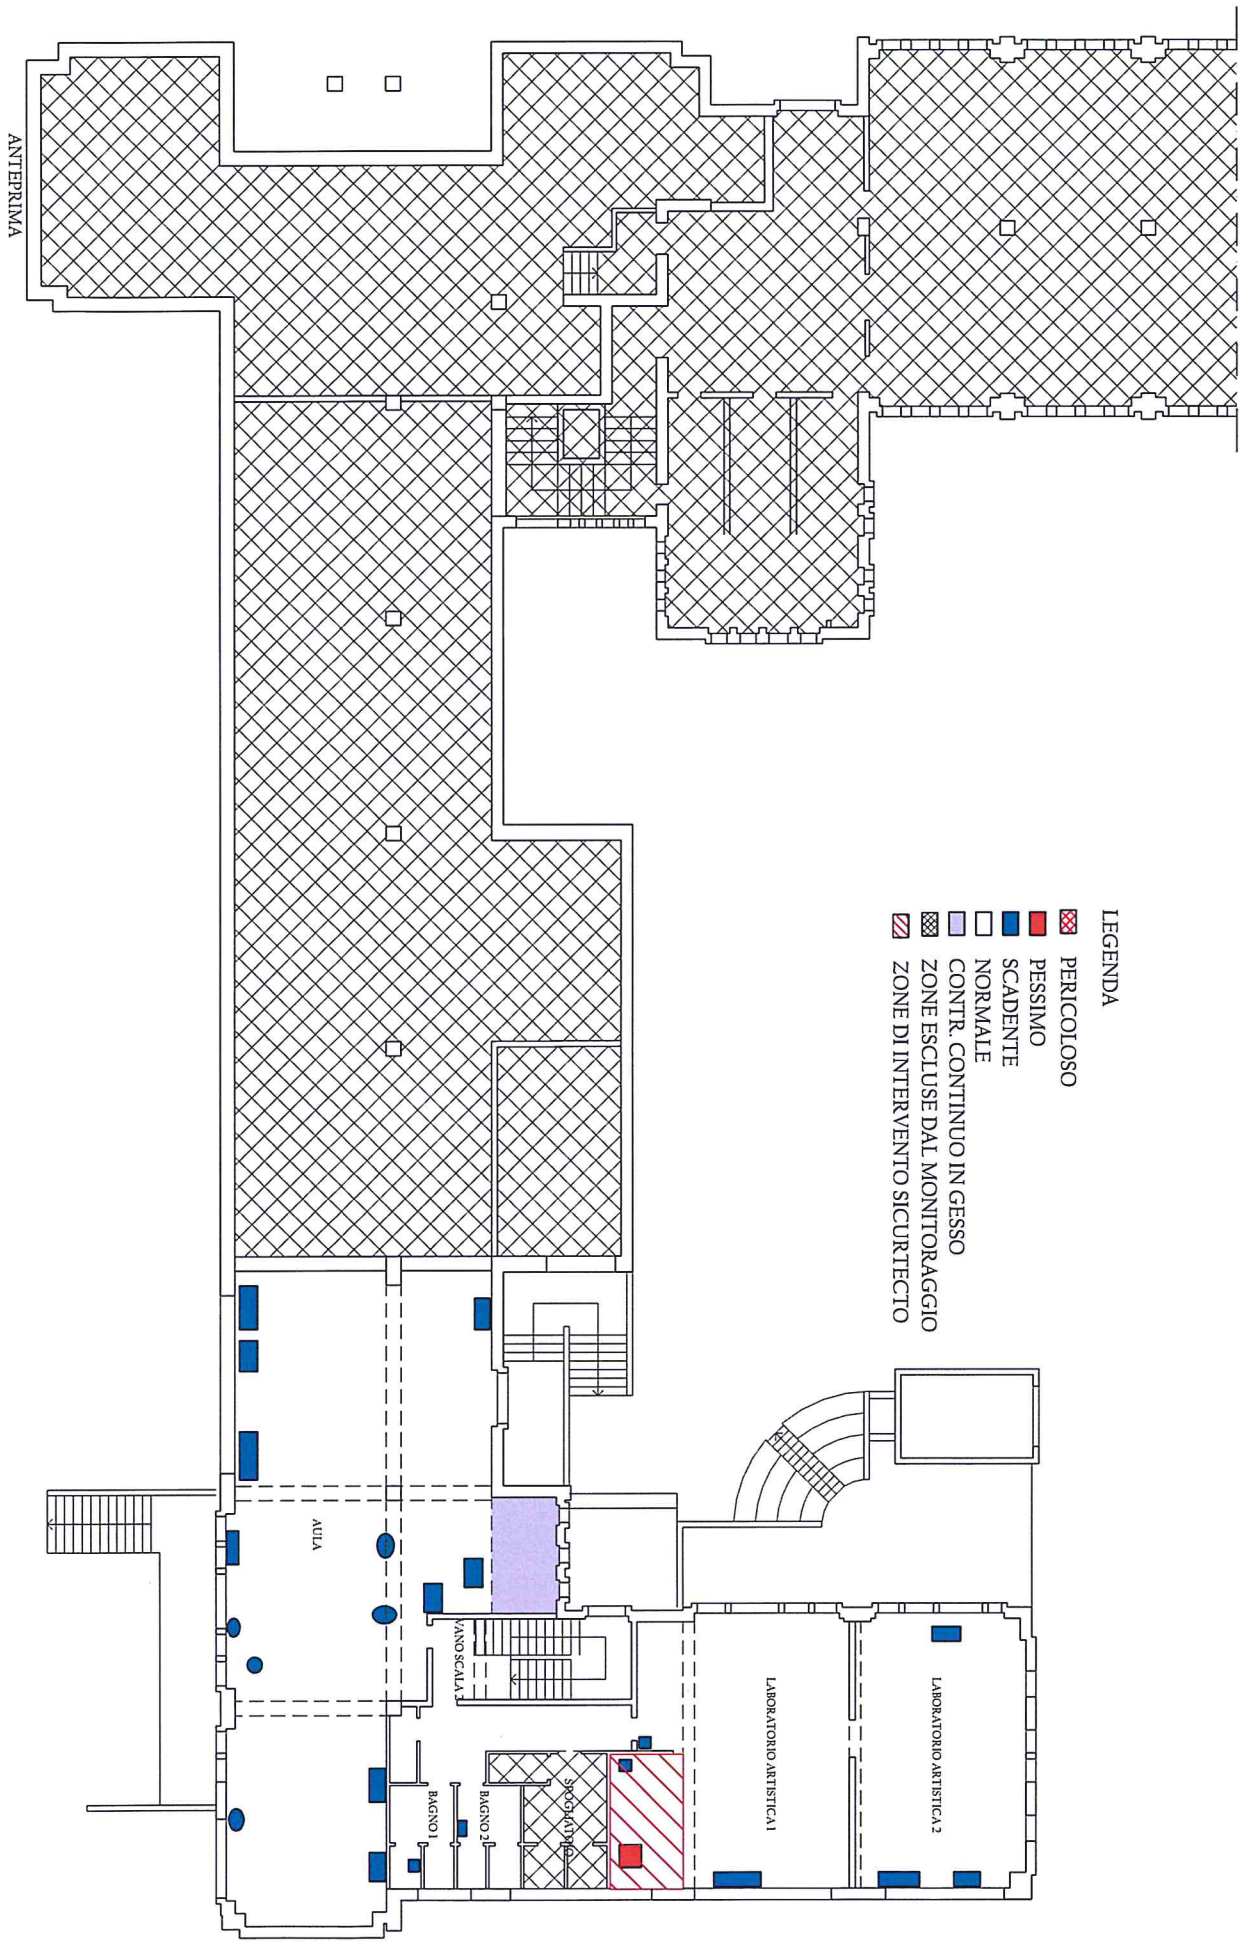 LEGENDA
PERICOLOSO
PESSIMO
SCADENTE
NORMALE
CONTR. CONTINUO IN GESSO
ZONE ESCLUSE DAL MONITORAGGIO
ZONE DI INTERVENTO SICURTECTO
LABORATORIO ARTISTICA 2
LABORATORIO ARTISTICA 1
SPOGLIATOIO
BAGNO 2
VANO SCALA 2
BAGNO 1
AULA
ANTEPRIMA